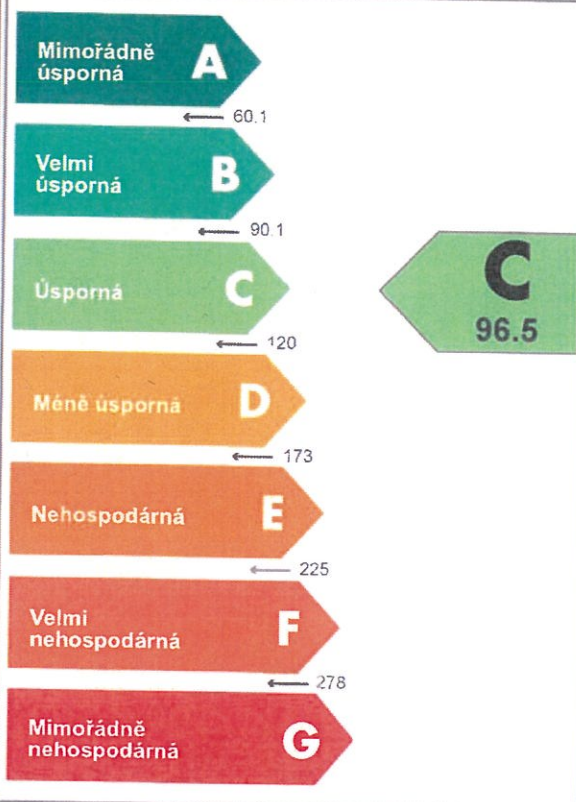 Mimořádně
úsporná
A
60.1
Velmi
úsporná
B
90.1
Úsporná
C
C
96.5
120
Méně úsporná
D
173
Nehospodárná
E
225
Velmi
nehospodárná
F
278
Mimořádně
nehospodárná
G